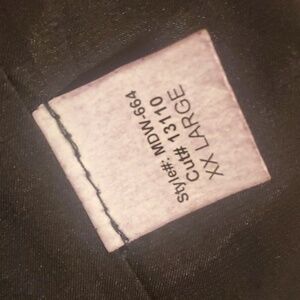 Style#: MDW-664
Cut# 13110
XX LARGE